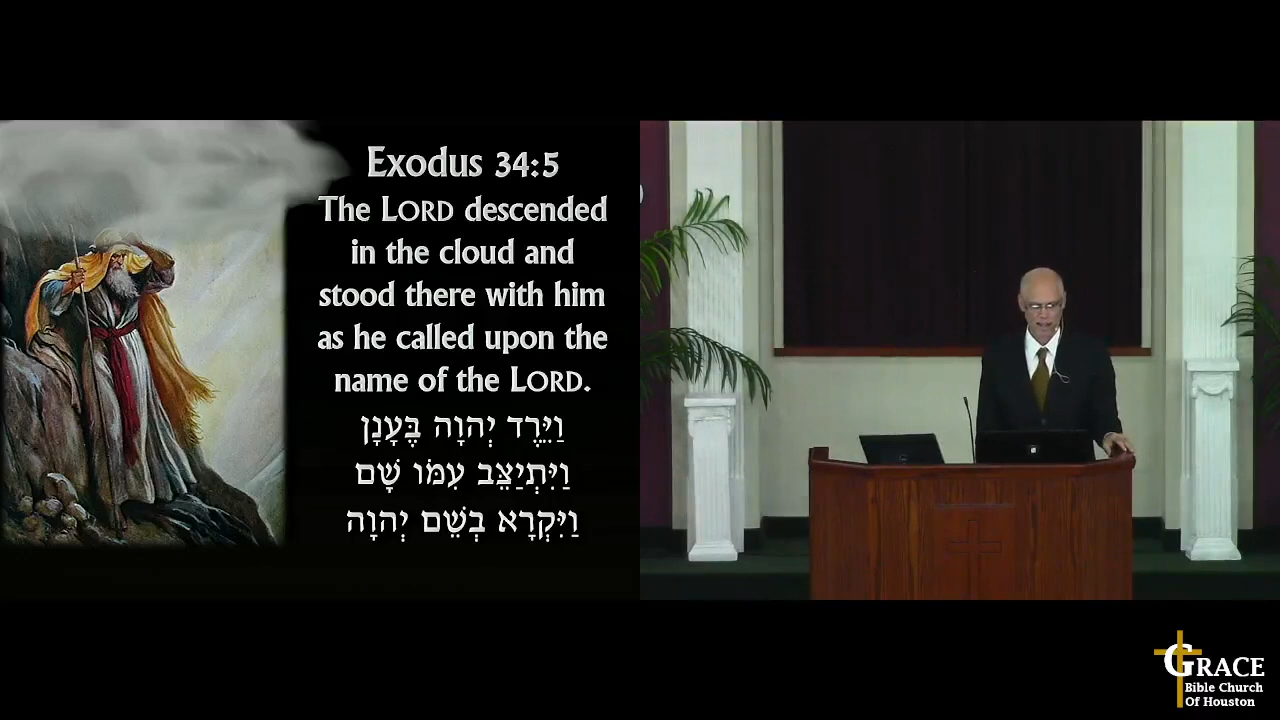 Exodus 34:5
The LORD descended
in the cloud and
stood there with him
as he called upon the
name of the LORD.
וַיֵּרֶד יְהוָה בֶּעָנָן
וַיִּתְיַצֵּב עִמּוֹ שָׁם
וַיִּקְרָא בְשֵׁם יְהוָה
GRACE
Bible Church
Of Houston